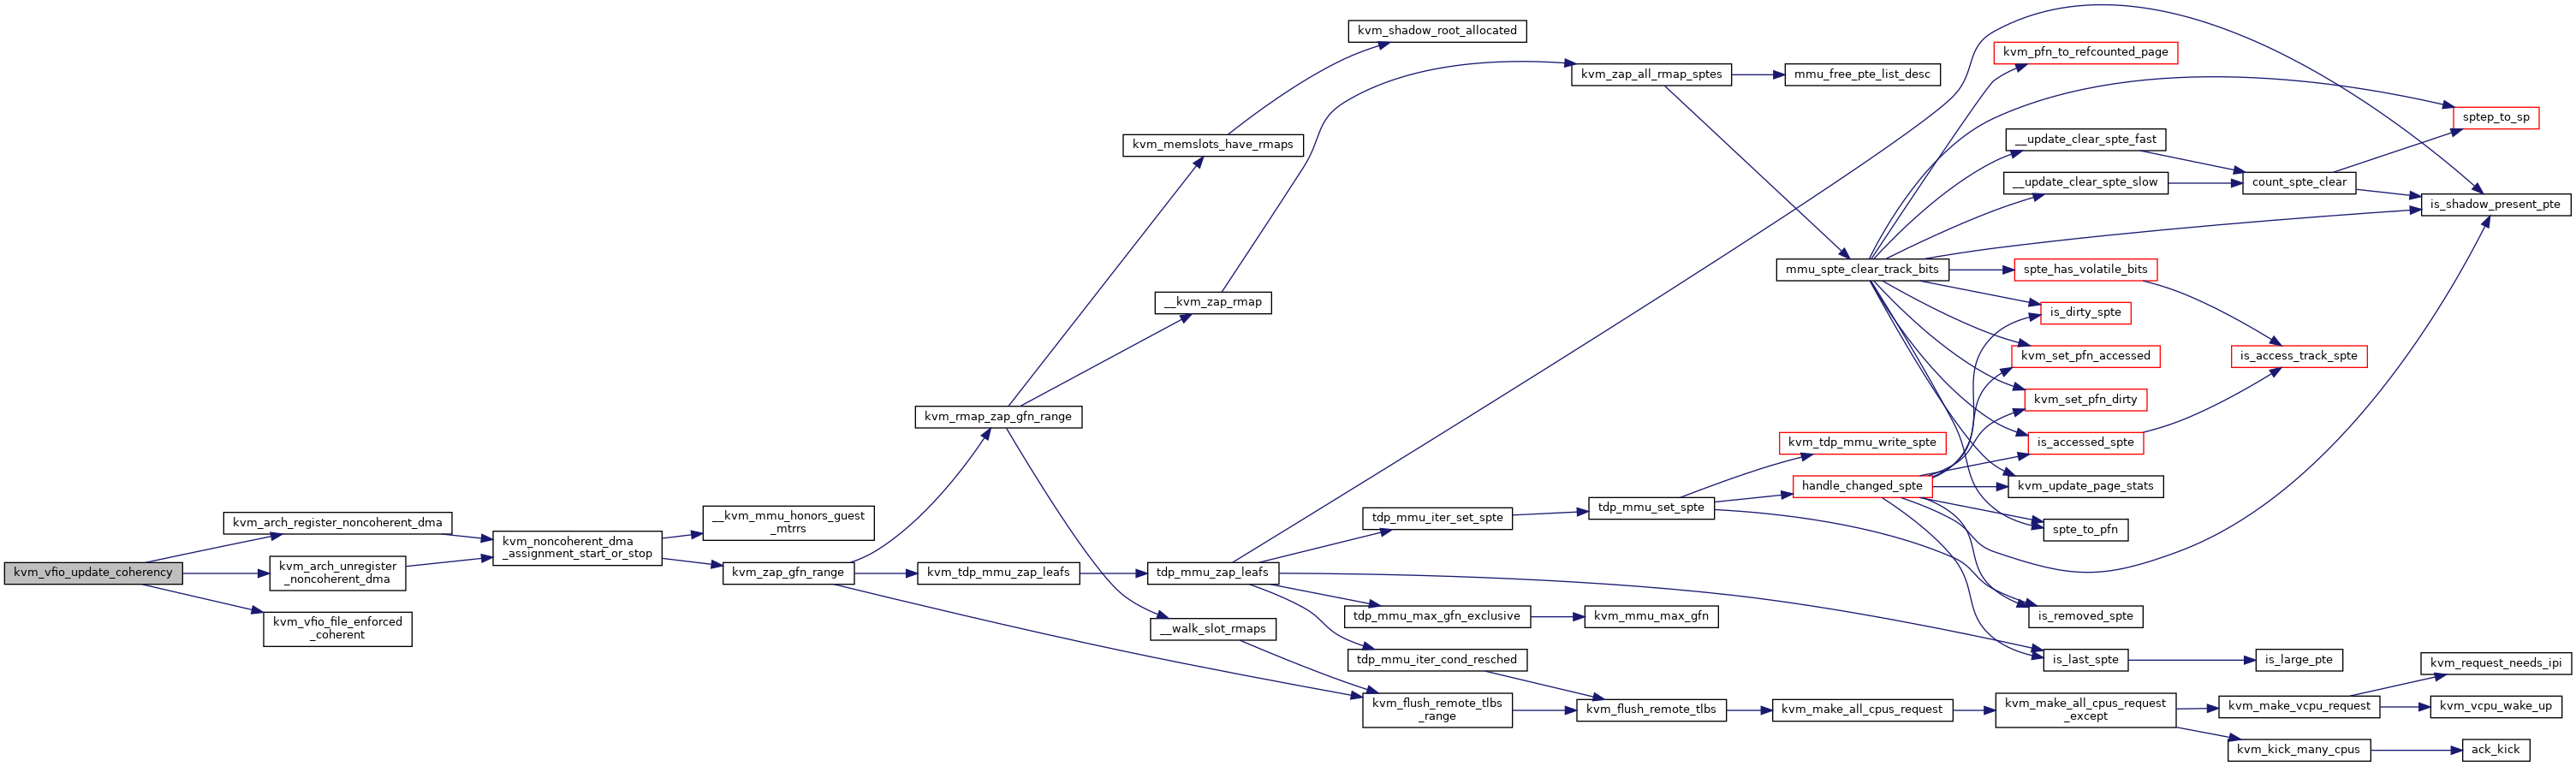 kvm_vfio_update_coherency
kvm_arch_register_noncoherent_dma
kvm_arch_unregister
_noncoherent_dma
kvm_vfio_file_enforced
_coherent
kvm_noncoherent_dma
_assignment_start_or_stop
__kvm_mmu_honors_guest
_mtrrs
kvm_zap_gfn_range
kvm_rmap_zap_gfn_range
kvm_tdp_mmu_zap_leafs
kvm_memslots_have_rmaps
__kvm_zap_rmap
tdp_mmu_zap_leafs
__walk_slot_rmaps
kvm_shadow_root_allocated
tdp_mmu_iter_set_spte
tdp_mmu_max_gfn_exclusive
tdp_mmu_iter_cond_resched
kvm_flush_remote_tlbs
_range
kvm_zap_all_rmap_sptes
tdp_mmu_set_spte
kvm_mmu_max_gfn
kvm_flush_remote_tlbs
mmu_free_pte_list_desc
mmu_spte_clear_track_bits
kvm_tdp_mmu_write_spte
handle_changed_spte
kvm_make_all_cpus_request
kvm_pfn_to_refcounted_page
__update_clear_spte_fast
__update_clear_spte_slow
spte_has_volatile_bits
is_dirty_spte
kvm_set_pfn_accessed
kvm_set_pfn_dirty
is_accessed_spte
kvm_update_page_stats
spte_to_pfn
is_removed_spte
is_last_spte
kvm_make_all_cpus_request
_except
count_spte_clear
is_access_track_spte
is_large_pte
kvm_make_vcpu_request
kvm_kick_many_cpus
sptep_to_sp
is_shadow_present_pte
kvm_request_needs_ipi
kvm_vcpu_wake_up
ack_kick